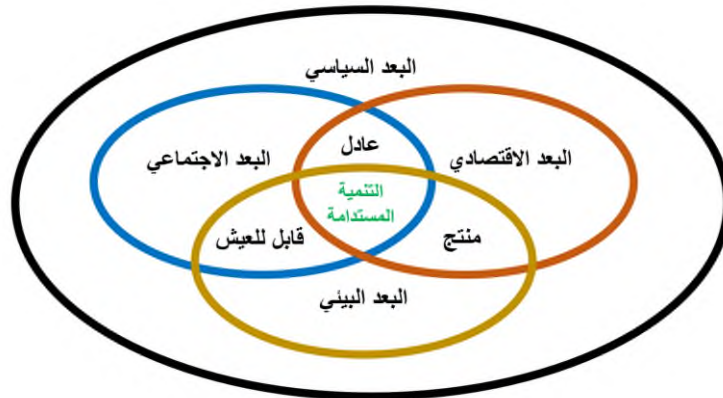 البعد السياسي
عادل
البعد الاقتصادي
البعد الاجتماعي
التنمية
المستدامة
منتج
قابل للعيش
البعد البيئي